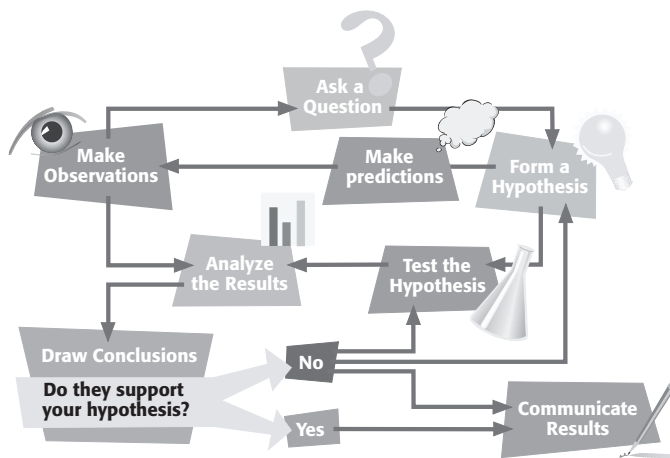 Ask a
Question
Make
Observations
Make
predictions
Form a
Hypothesis
Analyze
the Results
Test the
Hypothesis
Draw Conclusions
Do they support
your hypothesis?
No
Yes
Communicate
Results